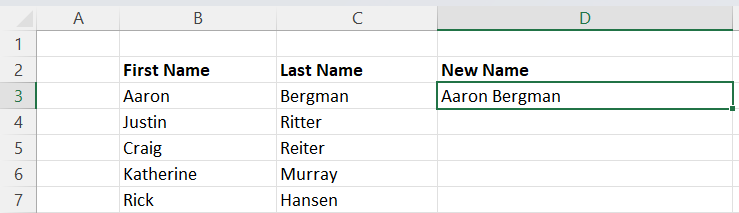 A B C D
1
2 First Name Last Name New Name
3 Aaron Bergman Aaron Bergman
4 Justin Ritter
5 Craig Reiter
6 Katherine Murray
7 Rick Hansen